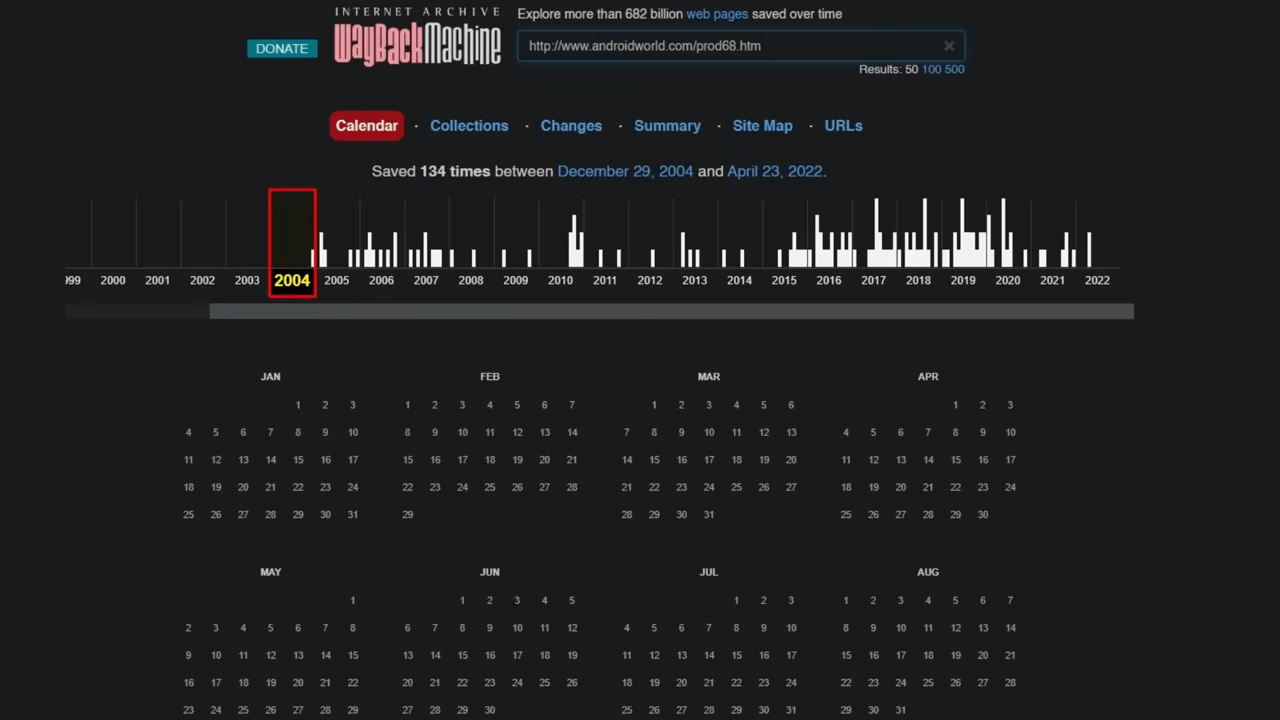 INTERNET ARCHIVE
WayBackMachine
DONATE
Explore more than 682 billion web pages saved over time
http://www.androidworld.com/prod68.htm
Results: 50 100 500
Calendar · Collections · Changes · Summary · Site Map · URLs
Saved 134 times between December 29, 2004 and April 23, 2022.
99 2000 2001 2002 2003 2004 2005 2006 2007 2008 2009 2010 2011 2012 2013 2014 2015 2016 2017 2018 2019 2020 2021 2022
JAN FEB MAR APR
1 2 3 1 2 3 4 5 6 7 1 2 3 4 5 6 1 2 3
4 5 6 7 8 9 10 8 9 10 11 12 13 14 7 8 9 10 11 12 13 4 5 6 7 8 9 10
11 12 13 14 15 16 17 15 16 17 18 19 20 21 14 15 16 17 18 19 20 11 12 13 14 15 16 17
18 19 20 21 22 23 24 22 23 24 25 26 27 28 21 22 23 24 25 26 27 18 19 20 21 22 23 24
25 26 27 28 29 30 31 29 28 29 30 31 25 26 27 28 29 30
MAY JUN JUL AUG
1 1 2 3 4 5 1 2 3 1 2 3 4 5 6 7
2 3 4 5 6 7 8 6 7 8 9 10 11 12 4 5 6 7 8 9 10 8 9 10 11 12 13 14
9 10 11 12 13 14 15 13 14 15 16 17 18 19 11 12 13 14 15 16 17 15 16 17 18 19 20 21
16 17 18 19 20 21 22 20 21 22 23 24 25 26 18 19 20 21 22 23 24 22 23 24 25 26 27 28
23 24 25 26 27 28 29 27 28 29 30 25 26 27 28 29 30 31 29 30 31